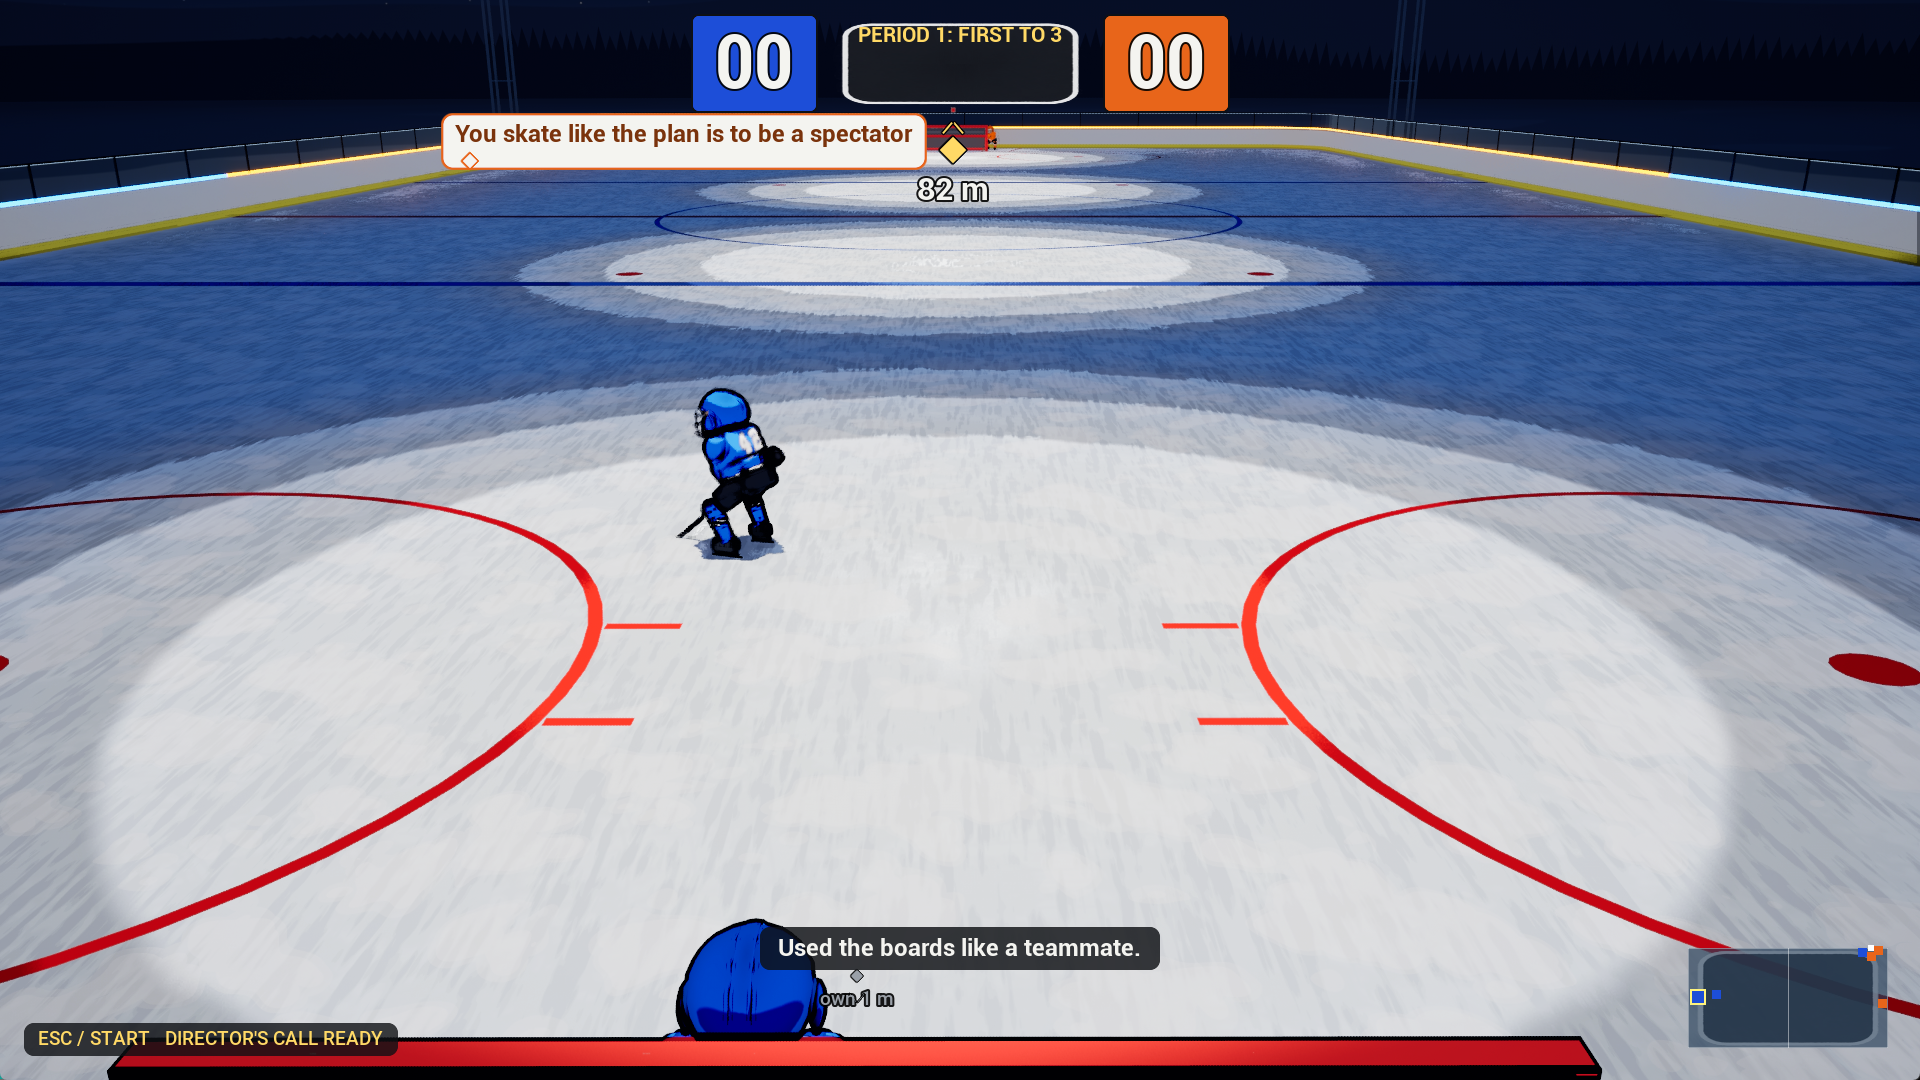 00
PERIOD 1: FIRST TO 3
00
You skate like the plan is to be a spectator
82 m
Used the boards like a teammate.
own 1 m
ESC / START DIRECTOR'S CALL READY